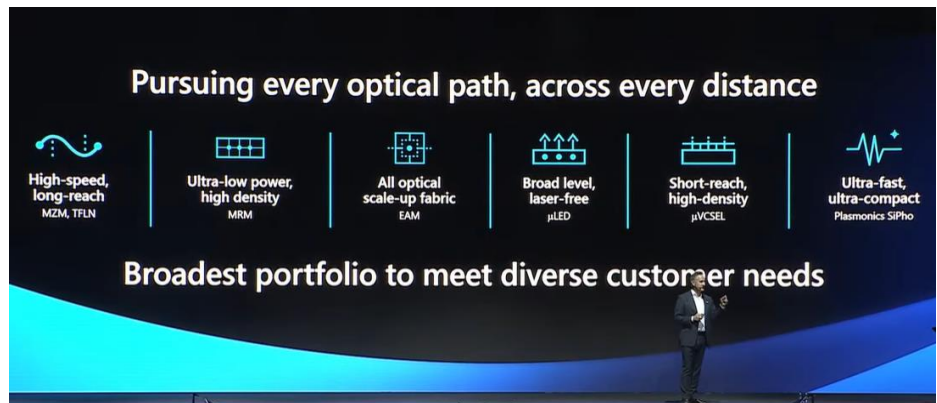 Pursuing every optical path, across every distance
High-speed,
long-reach
MZM, TFLN
Ultra-low power,
high density
MRM
All optical
scale-up fabric
EAM
Broad level,
laser-free
μLED
Short-reach,
high-density
μVCSEL
Ultra-fast,
ultra-compact
Plasmonics SiPho
Broadest portfolio to meet diverse customer needs